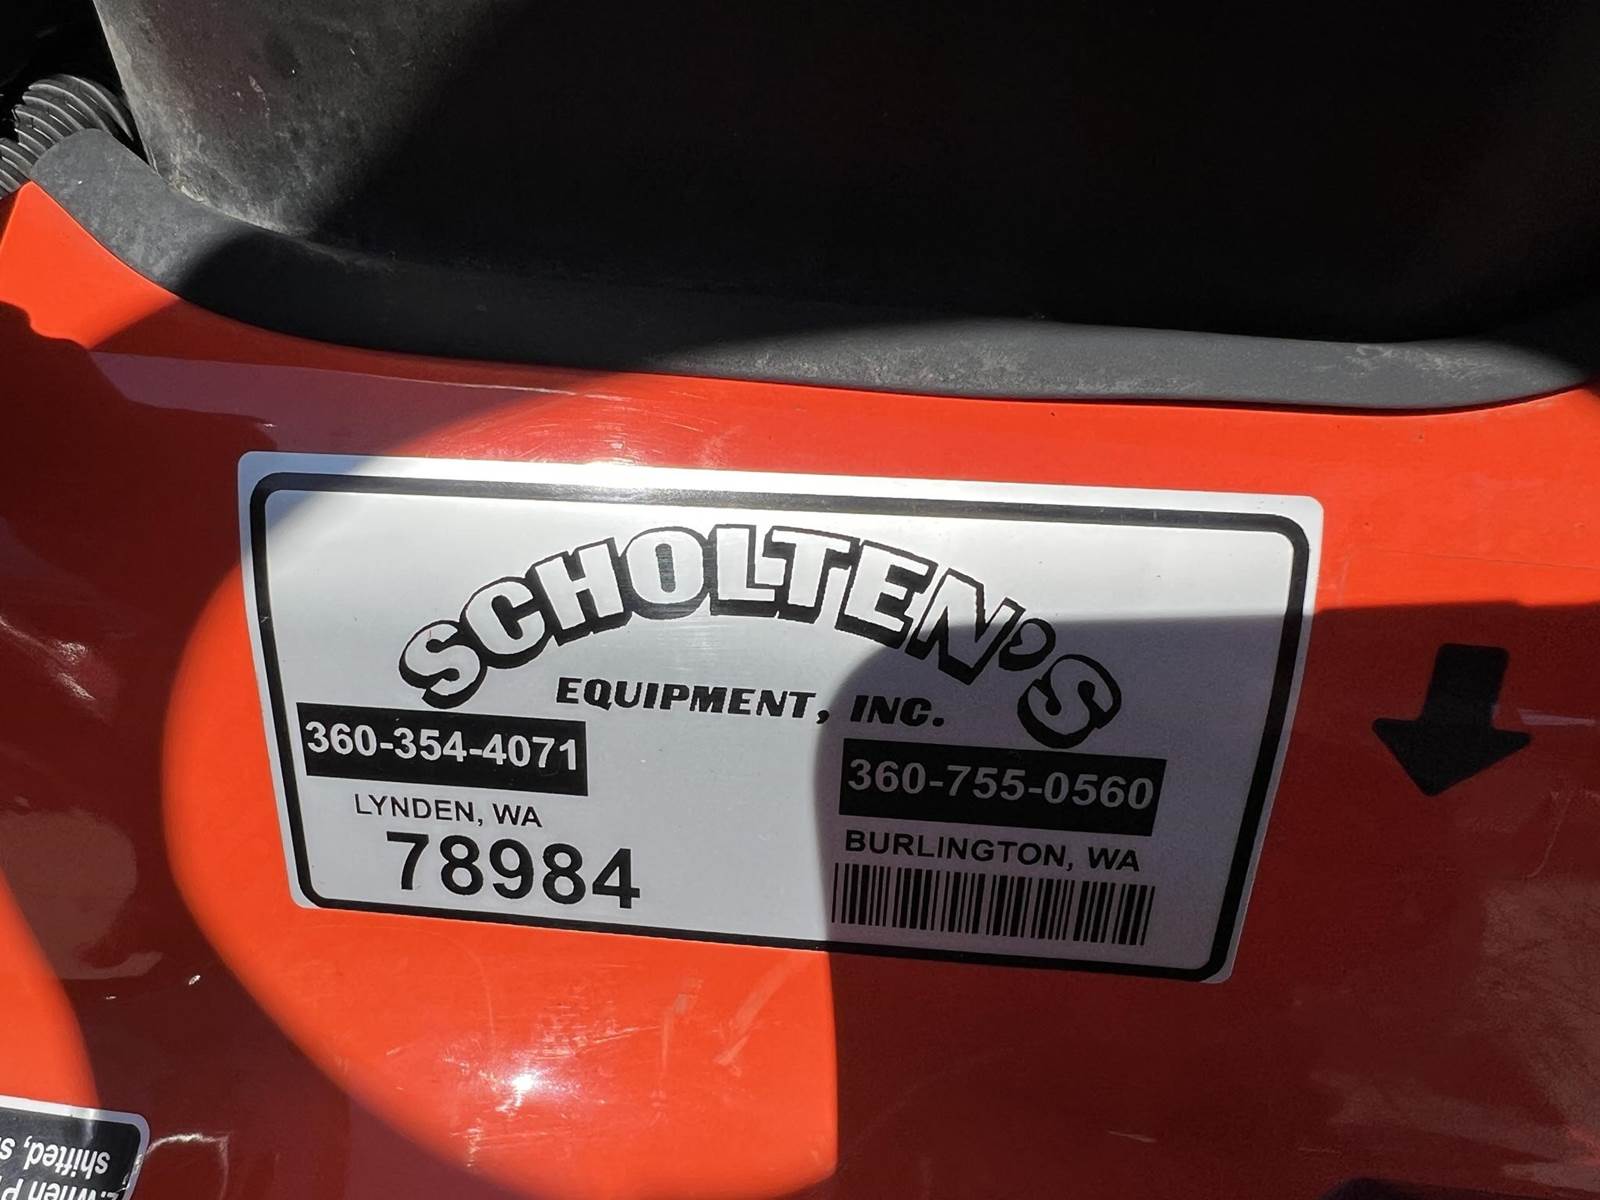 SCHOLTEN'S
EQUIPMENT, INC.
360-354-4071
LYNDEN, WA
78984
360-755-0560
BURLINGTON, WA
shifted,